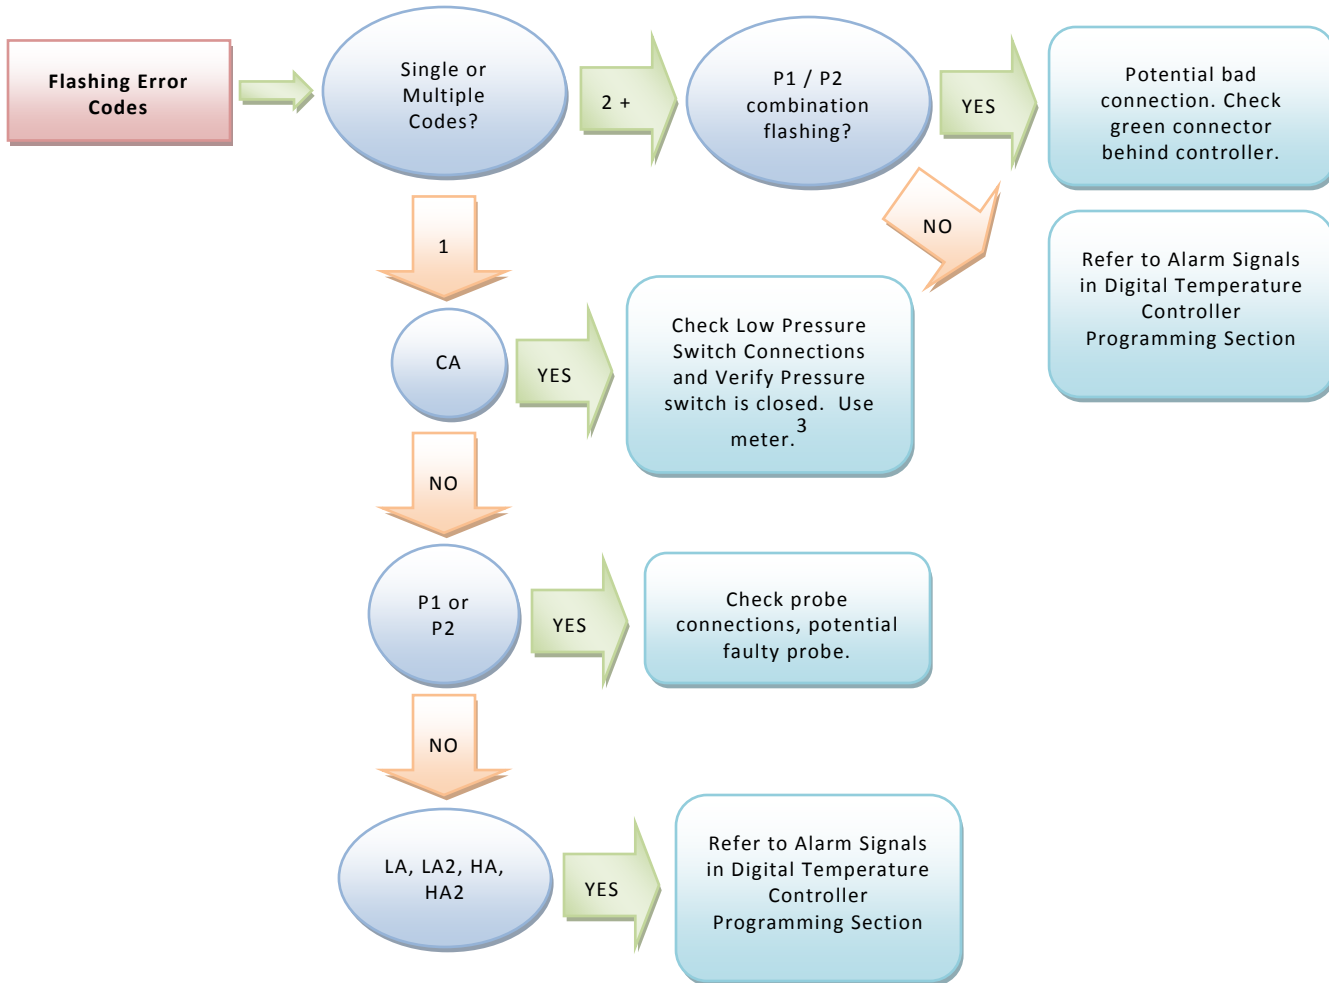 Flashing Error
Codes
Single or
Multiple
Codes?
2 +
P1 / P2
combination
flashing?
YES
Potential bad
connection. Check
green connector
behind controller.
NO
Refer to Alarm Signals
in Digital Temperature
Controller
Programming Section
1
CA
YES
Check Low Pressure
Switch Connections
and Verify Pressure
switch is closed. Use
meter.3
NO
P1 or
P2
YES
Check probe
connections, potential
faulty probe.
NO
LA, LA2, HA,
HA2
YES
Refer to Alarm Signals
in Digital Temperature
Controller
Programming Section